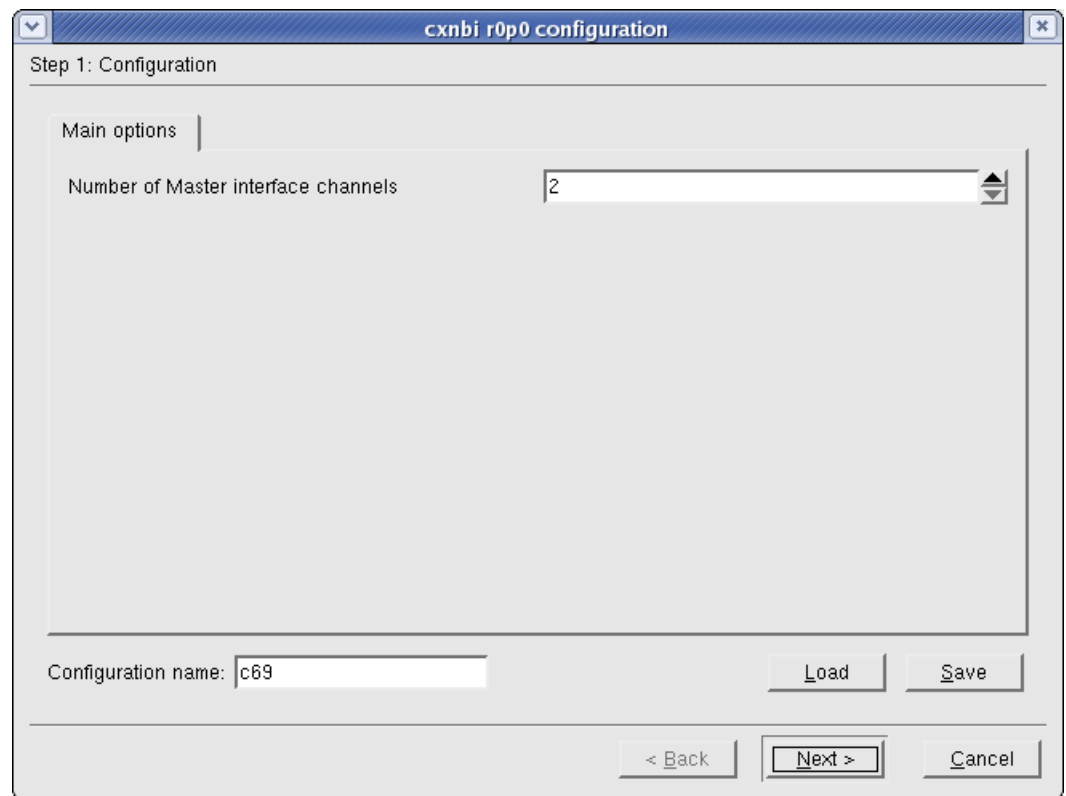 cxnbi r0p0 configuration
Step 1: Configuration
Main options
Number of Master interface channels 2
Configuration name: c69 Load Save
< Back Next > Cancel